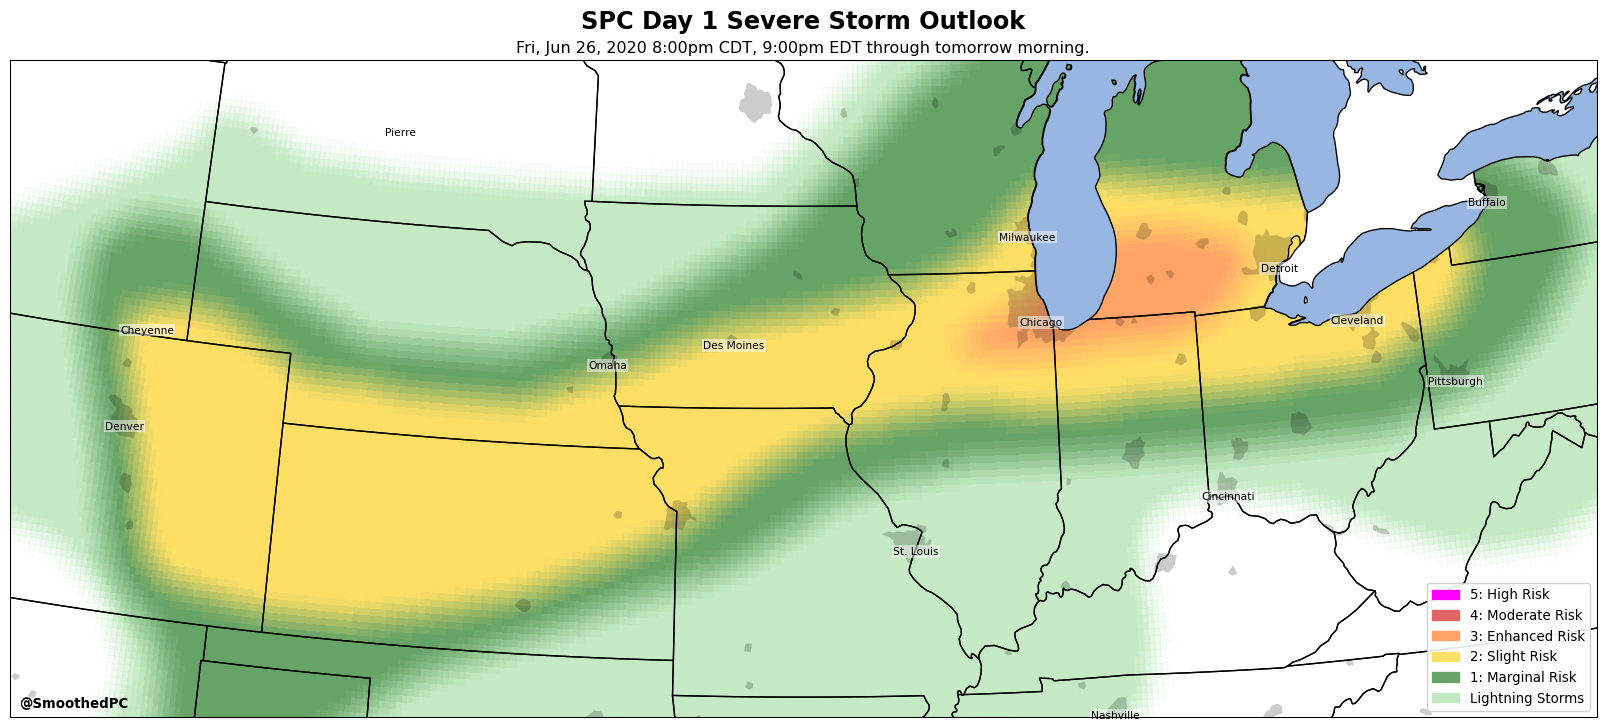 SPC Day 1 Severe Storm Outlook
Fri, Jun 26, 2020 8:00pm CDT, 9:00pm EDT through tomorrow morning.
Pierre
Buffalo
Milwaukee
Detroit
Chicago
Cleveland
Cheyenne
Des Moines
Omaha
Pittsburgh
Denver
Cincinnati
St. Louis
Nashville
5: High Risk
4: Moderate Risk
3: Enhanced Risk
2: Slight Risk
1: Marginal Risk
Lightning Storms
@SmoothedPC